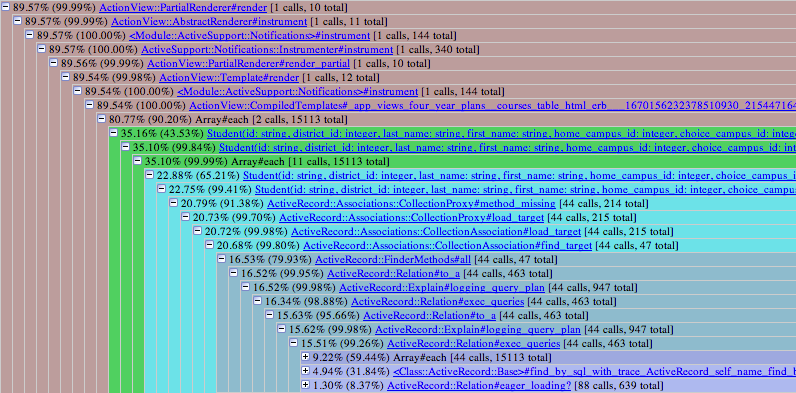 89.57% (99.99%) ActionView::PartialRenderer#render [1 calls, 10 total]
89.57% (99.99%) ActionView::AbstractRenderer#instrument [1 calls, 11 total]
89.57% (100.00%) <Module::ActiveSupport::Notifications>#instrument [1 calls, 144 total]
89.57% (100.00%) ActiveSupport::Notifications::Instrumenter#instrument [1 calls, 340 total]
89.56% (99.99%) ActionView::PartialRenderer#render_partial [1 calls, 10 total]
89.54% (99.98%) ActionView::Template#render [1 calls, 12 total]
89.54% (100.00%) <Module::ActiveSupport::Notifications>#instrument [1 calls, 144 total]
89.54% (100.00%) ActionView::CompiledTemplates#_app_views_four_year_plans__courses_table_html_erb___1670156232378510930_215447164
80.77% (90.20%) Array#each [2 calls, 15113 total]
35.16% (43.53%) Student(id: string, district_id: integer, last_name: string, first_name: string, home_campus_id: integer, choice_campus_id: intege
35.10% (99.84%) Student(id: string, district_id: integer, last_name: string, first_name: string, home_campus_id: integer, choice_campus_id: int
35.10% (99.99%) Array#each [11 calls, 15113 total]
22.88% (65.21%) Student(id: string, district_id: integer, last_name: string, first_name: string, home_campus_id: integer, choice_campus_i
22.75% (99.41%) Student(id: string, district_id: integer, last_name: string, first_name: string, home_campus_id: integer, choice_campus
20.79% (91.38%) ActiveRecord::Associations::CollectionProxy#method_missing [44 calls, 214 total]
20.73% (99.70%) ActiveRecord::Associations::CollectionProxy#load_target [44 calls, 215 total]
20.72% (99.98%) ActiveRecord::Associations::CollectionAssociation#load_target [44 calls, 215 total]
20.68% (99.80%) ActiveRecord::Associations::CollectionAssociation#find_target [44 calls, 47 total]
16.53% (79.93%) ActiveRecord::FinderMethods#all [44 calls, 47 total]
16.52% (99.95%) ActiveRecord::Relation#to_a [44 calls, 463 total]
16.52% (99.98%) ActiveRecord::Explain#logging_query_plan [44 calls, 947 total]
16.34% (98.88%) ActiveRecord::Relation#exec_queries [44 calls, 463 total]
15.63% (95.66%) ActiveRecord::Relation#to_a [44 calls, 463 total]
15.62% (99.98%) ActiveRecord::Explain#logging_query_plan [44 calls, 947 total]
15.51% (99.26%) ActiveRecord::Relation#exec_queries [44 calls, 463 total]
9.22% (59.44%) Array#each [44 calls, 15113 total]
4.94% (31.84%) <Class::ActiveRecord::Base>#find_by_sql_with_trace_ActiveRecord_self_name_find_b
1.30% (8.37%) ActiveRecord::Relation#eager_loading? [88 calls, 639 total]